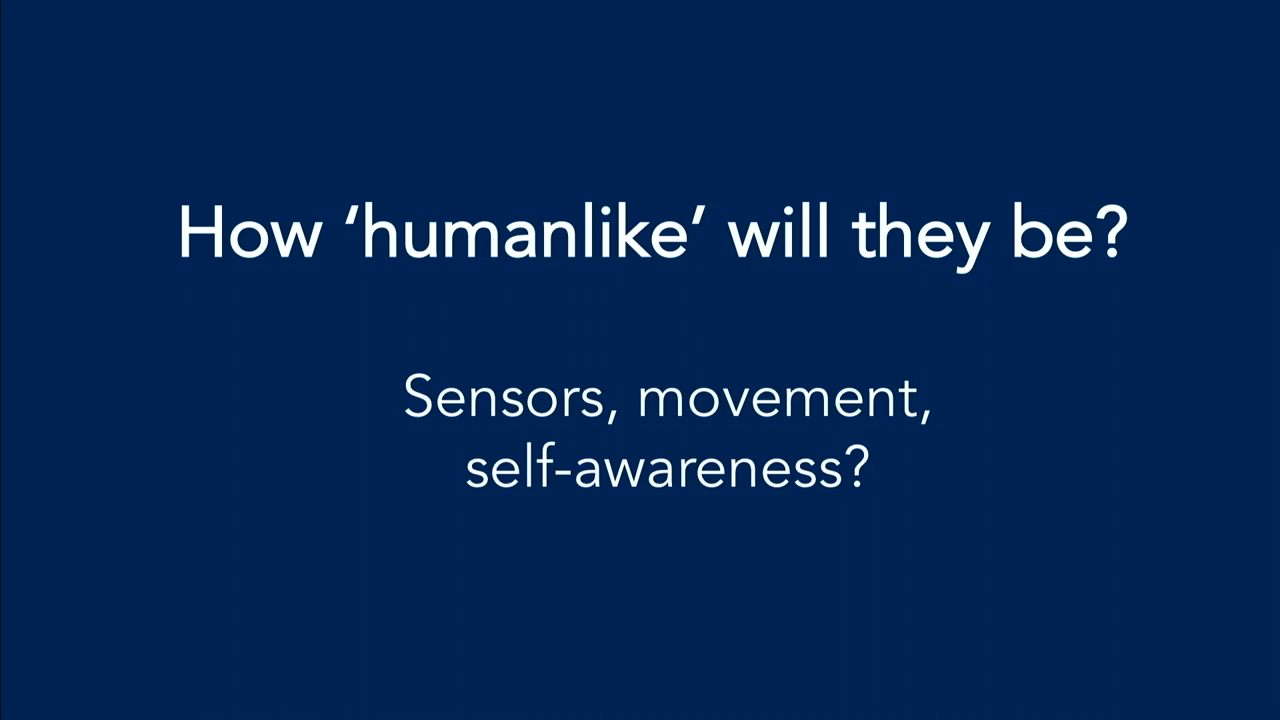 How ‘humanlike’ will they be?
Sensors, movement,
self-awareness?